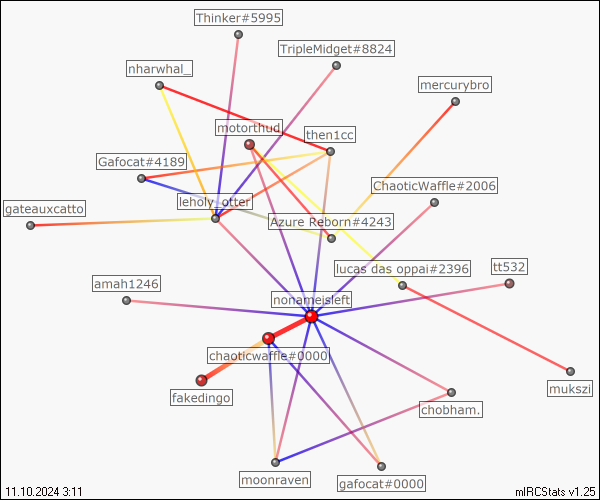 Thinker#5995
TripleMidget#8824
nharwhal_
mercurybro
motorthud
then1cc
Gafocat#4189
ChaoticWaffle#2006
leholy_otter
gateauxcatto
Azure Reborn#4243
lucas das oppai#2396
tt532
amah1246
nonameisleft
chaoticwaffle#0000
fakedingo
mukszi
chobham.
moonraven
gafocat#0000
11.10.2024 3:11
mIRCStats v1.25